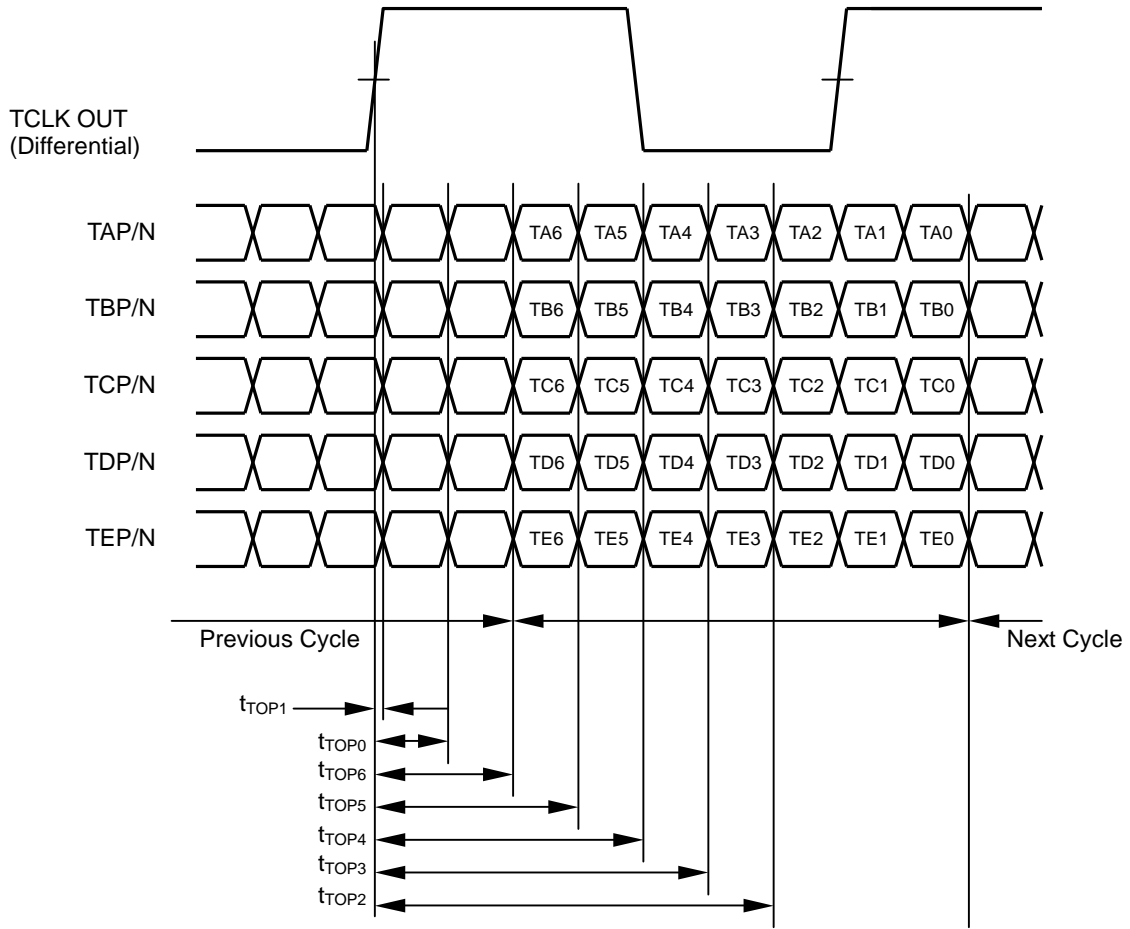 TCLK OUT
(Differential)
TAP/N TA6 TA5 TA4 TA3 TA2 TA1 TA0
TBP/N TB6 TB5 TB4 TB3 TB2 TB1 TB0
TCP/N TC6 TC5 TC4 TC3 TC2 TC1 TC0
TDP/N TD6 TD5 TD4 TD3 TD2 TD1 TD0
TEP/N TE6 TE5 TE4 TE3 TE2 TE1 TE0
Previous Cycle Next Cycle
tTOP1
tTOP0
tTOP6
tTOP5
tTOP4
tTOP3
tTOP2